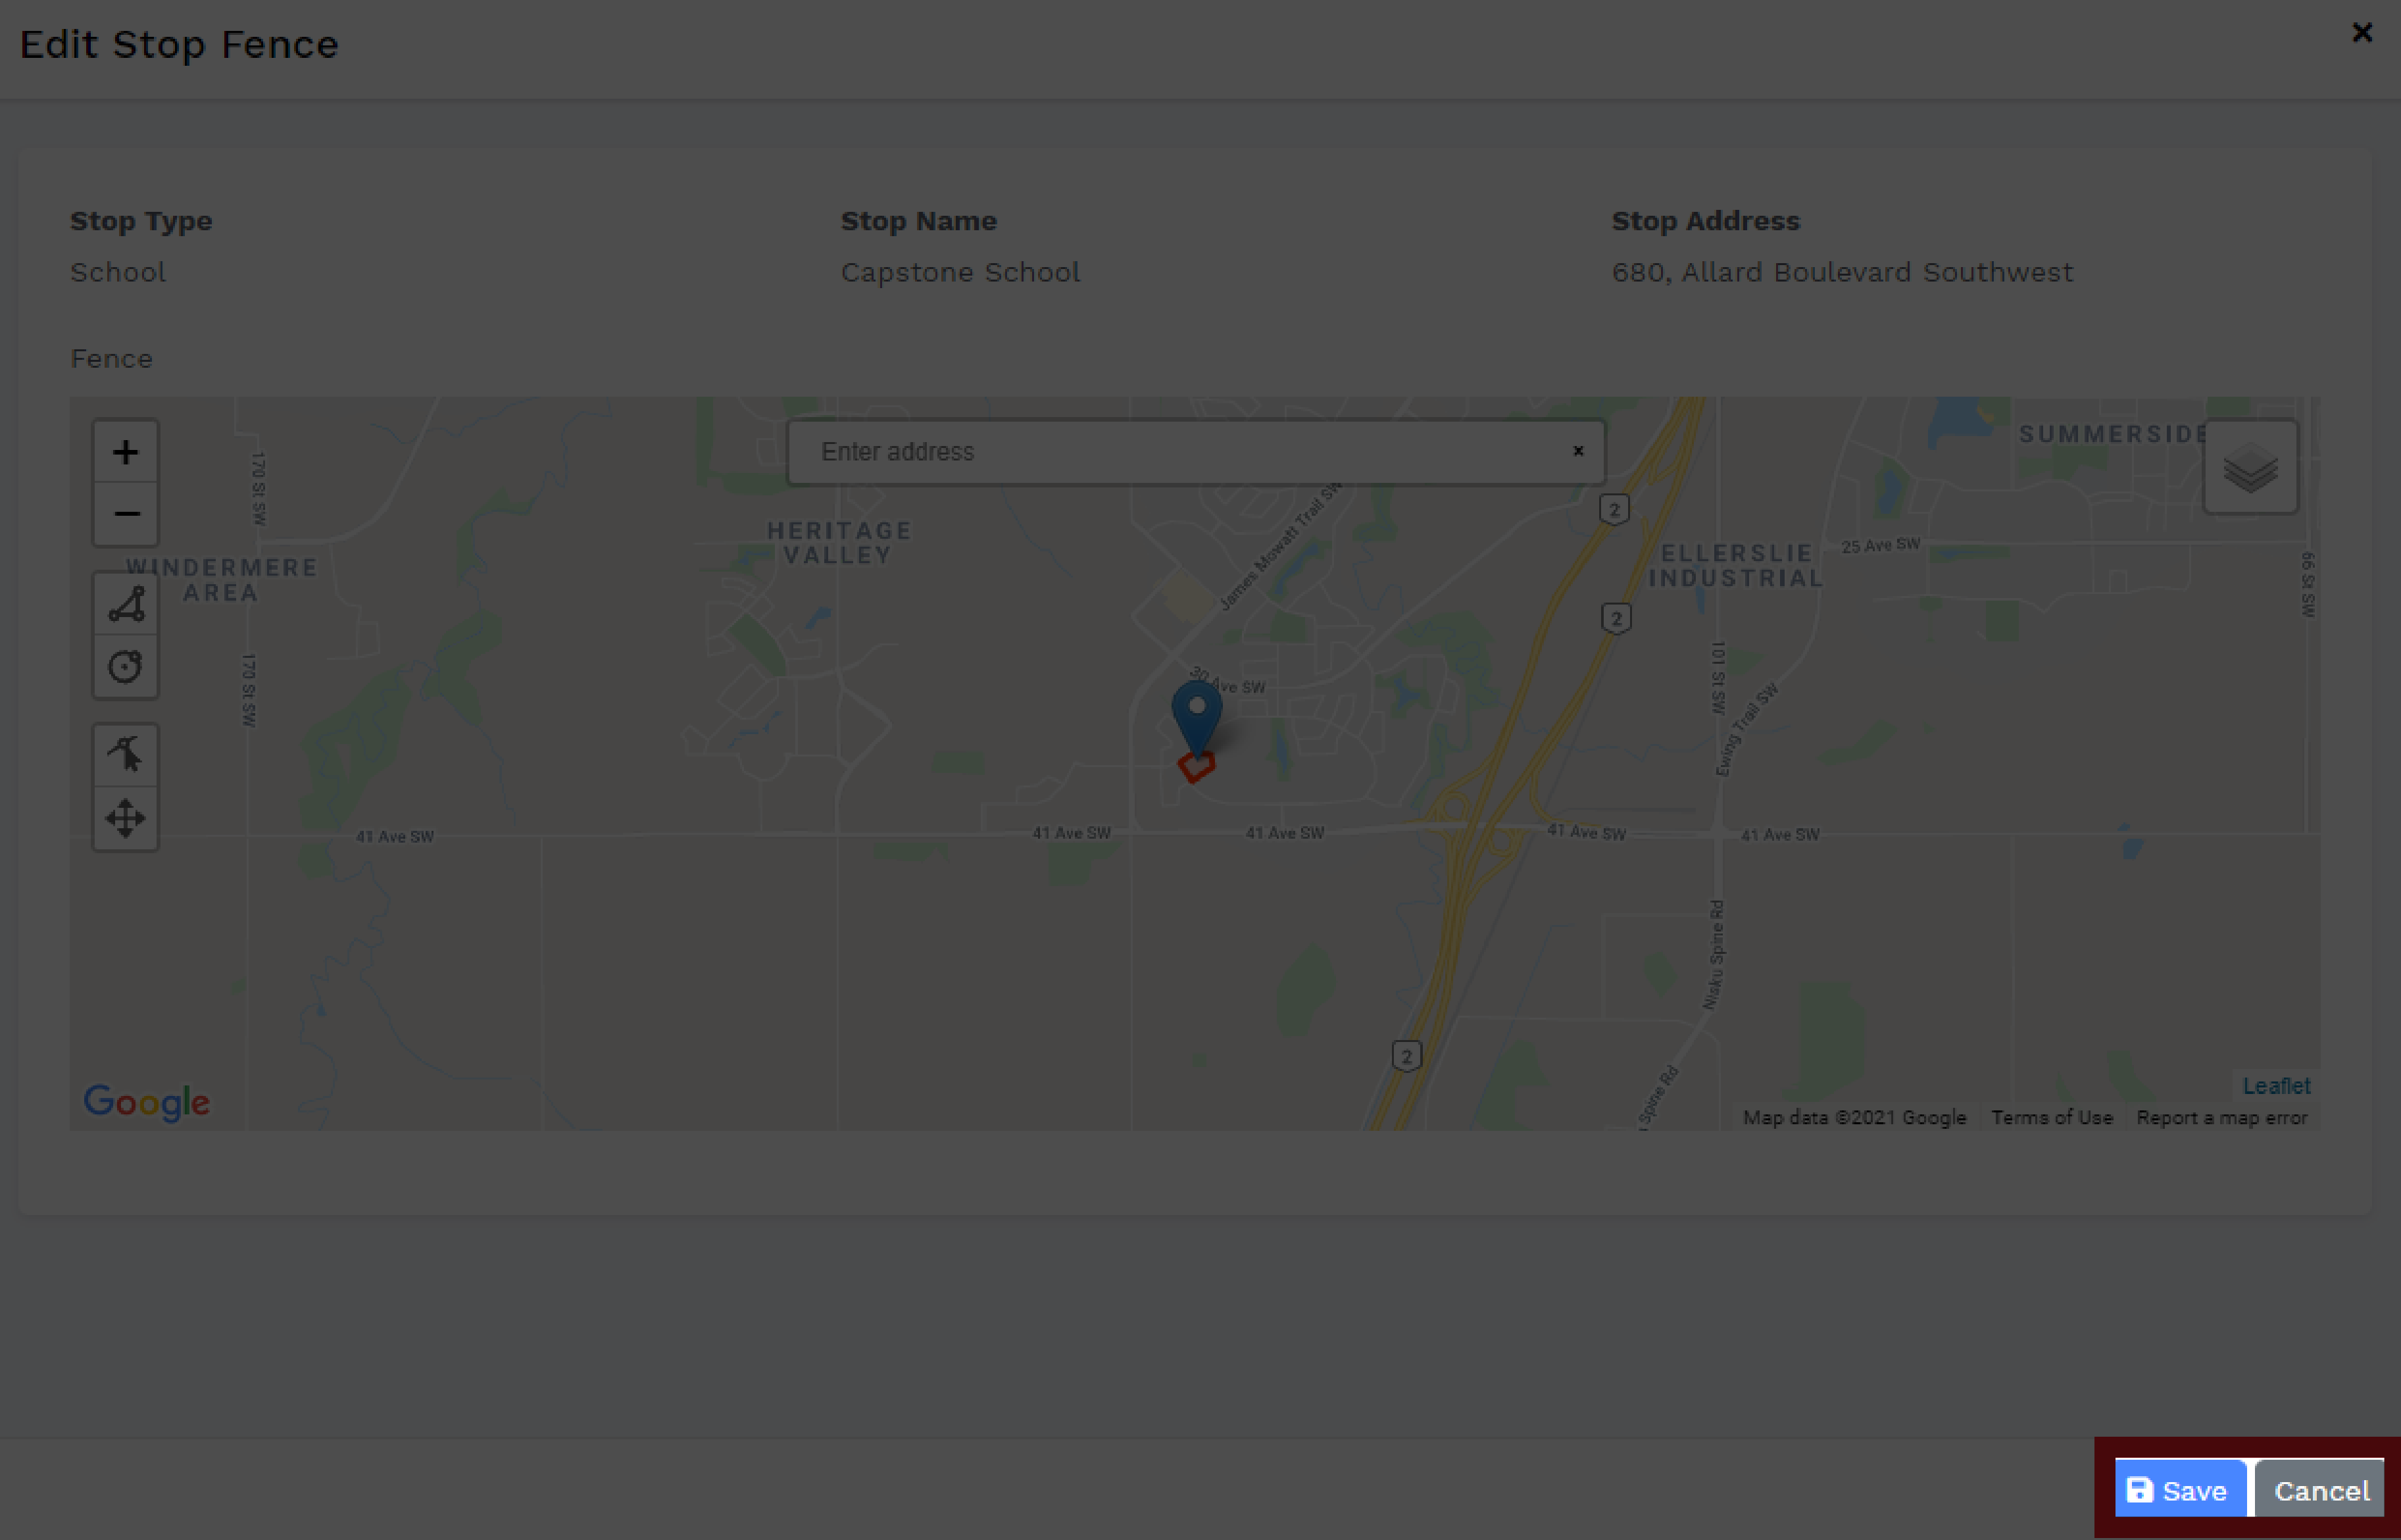 Edit Stop Fence
×
Stop Type
Stop Name
Stop Address
School
Capstone School
680, Allard Boulevard Southwest
Fence
+
−
Enter address
×
SUMMERSIDE
170 St SW
WINDERMERE
AREA
HERITAGE
VALLEY
James Mowatt Trail SW
2
ELLERSLIE
INDUSTRIAL
25 Ave SW
66 St SW
2
170 St SW
30 Ave SW
101 St SW
Ewing Trail SW
41 Ave SW
41 Ave SW
41 Ave SW
41 Ave SW
41 Ave SW
Nisku Spine Rd
2
Spine Rd
Google
Leaflet
Map data ©2021 Google
Terms of Use
Report a map error
Save
Cancel